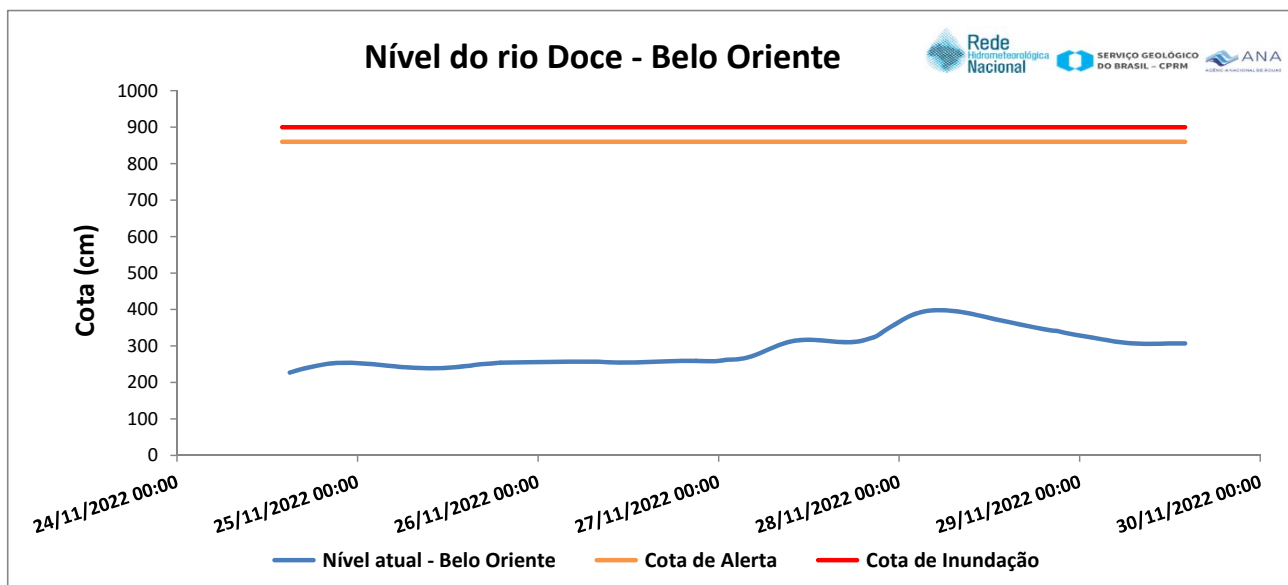 Nível do rio Doce - Belo Oriente
Rede
Hidrometeorológica
Nacional
SERVIÇO GEOLÓGICO
DO BRASIL – CPRM
ANA
Cota (cm)
1000
900
800
700
600
500
400
300
200
100
0
24/11/2022 00:00
25/11/2022 00:00
26/11/2022 00:00
27/11/2022 00:00
28/11/2022 00:00
29/11/2022 00:00
30/11/2022 00:00
Nível atual - Belo Oriente
Cota de Alerta
Cota de Inundação